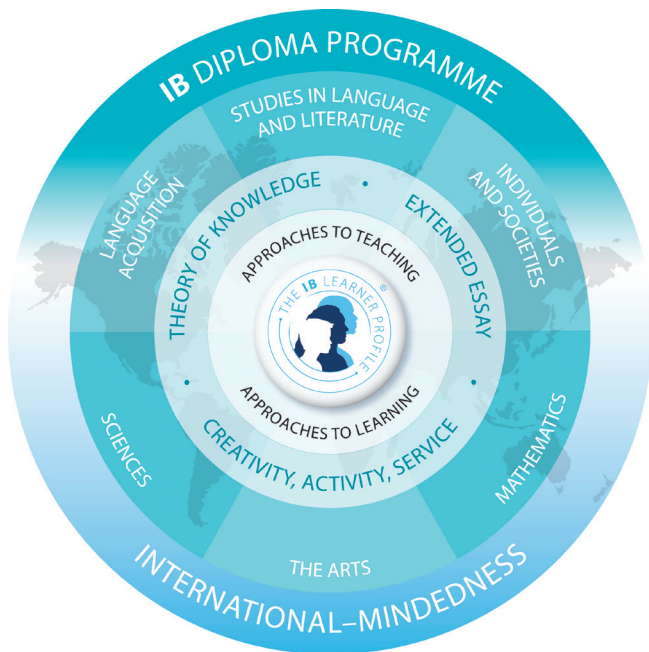 IB DIPLOMA PROGRAMME
STUDIES IN LANGUAGE
AND LITERATURE
LANGUAGE
ACQUISITION
INDIVIDUALS
AND SOCIETIES
THEORY OF KNOWLEDGE
•
EXTENDED ESSAY
APPROACHES TO TEACHING
THE IB LEARNER PROFILE
®
APPROACHES TO LEARNING
•
CREATIVITY, ACTIVITY, SERVICE
•
SCIENCES
MATHEMATICS
THE ARTS
INTERNATIONAL–MINDEDNESS